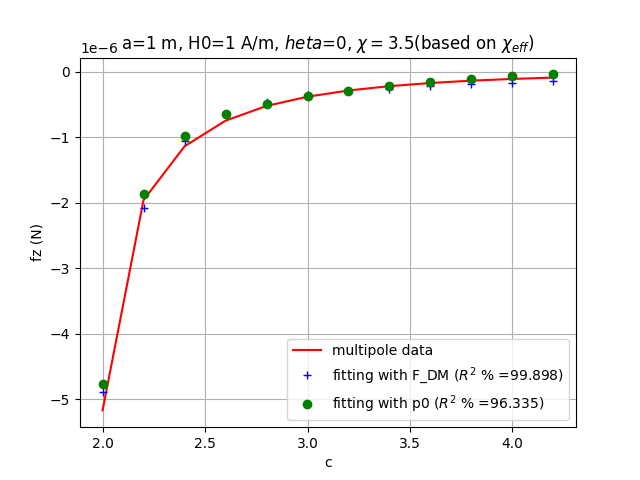 1e−6 a=1 m, H0=1 A/m, heta=0, χ = 3.5(based on χ_eff)
0
−1
−2
−3
−4
−5
fz (N)
2.0 2.5 3.0 3.5 4.0
c
multipole data
fitting with F_DM (R² % =99.898)
fitting with p0 (R² % =96.335)